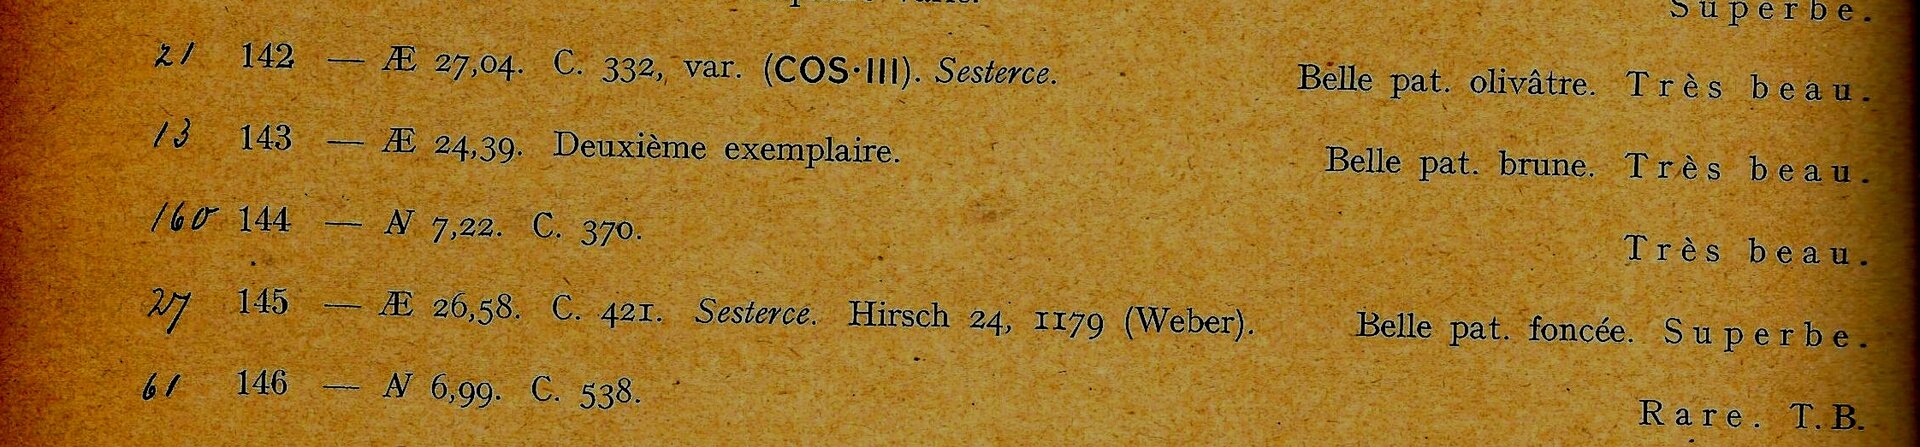 Superbe.
21 142 — Æ 27,04. C. 332, var. (COS·III). Sesterce. Belle pat. olivâtre. Très beau.
13 143 — Æ 24,39. Deuxième exemplaire. Belle pat. brune. Très beau.
160 144 — N 7,22. C. 370. Très beau.
27 145 — Æ 26,58. C. 421. Sesterce. Hirsch 24, 1179 (Weber). Belle pat. foncée. Superbe.
61 146 — N 6,99. C. 538. Rare. T.B.